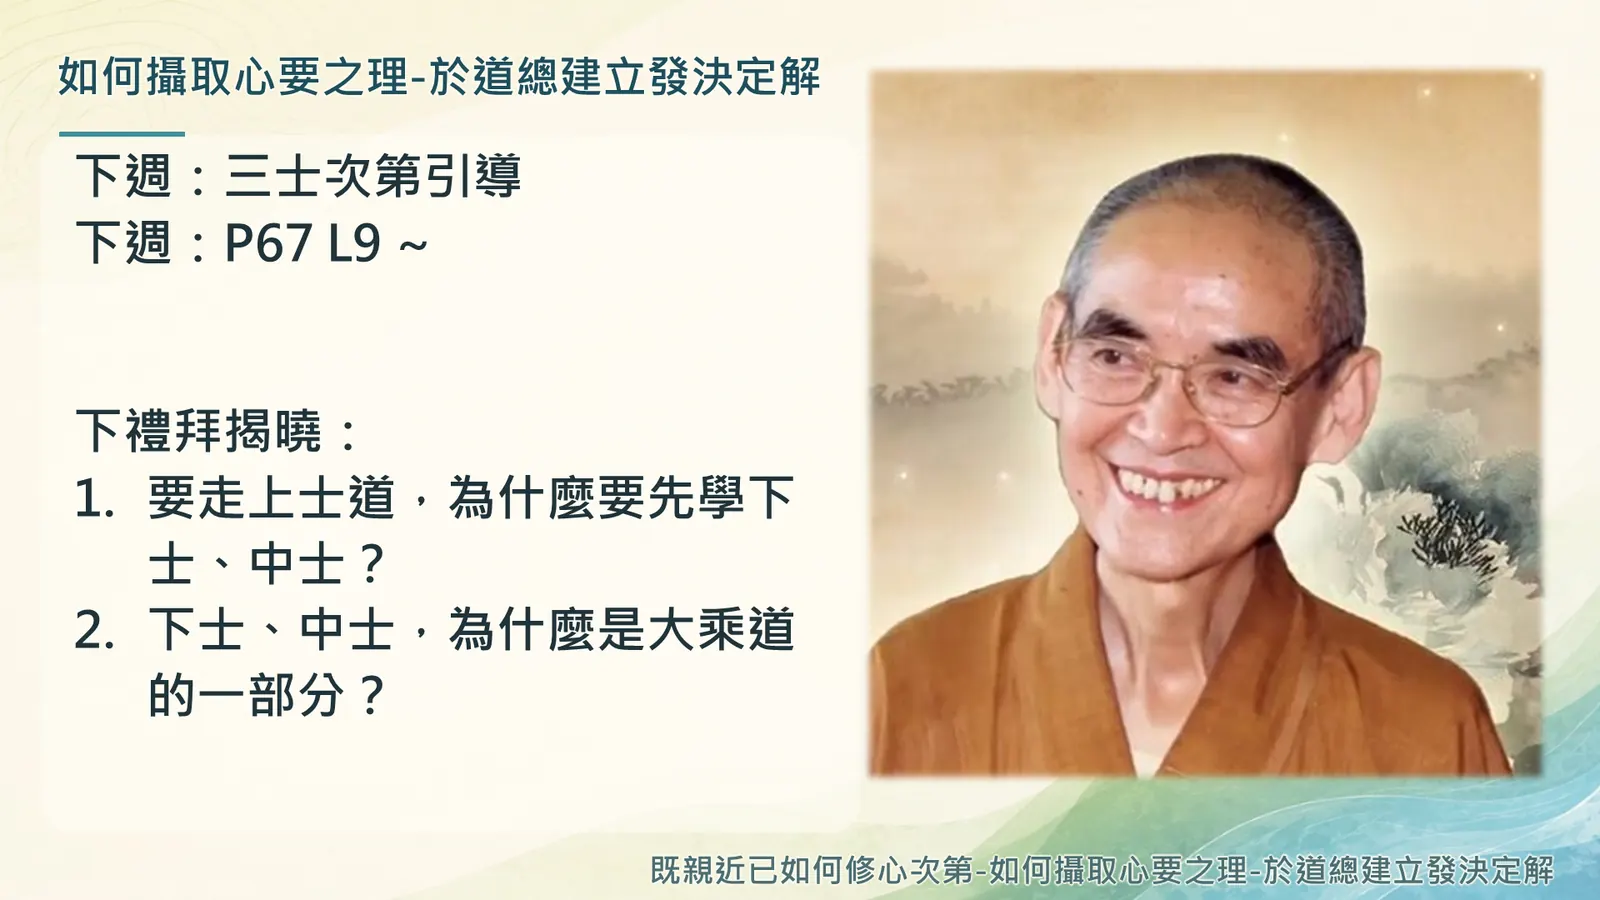 如何攝取心要之理-於道總建立發決定解
下週：三士次第引導
下週：P67 L9 ~
下禮拜揭曉：
1. 要走上士道，為什麼要先學下
士、中士？
2. 下士、中士，為什麼是大乘道
的一部分？
既親近已如何修心次第-如何攝取心要之理-於道總建立發決定解